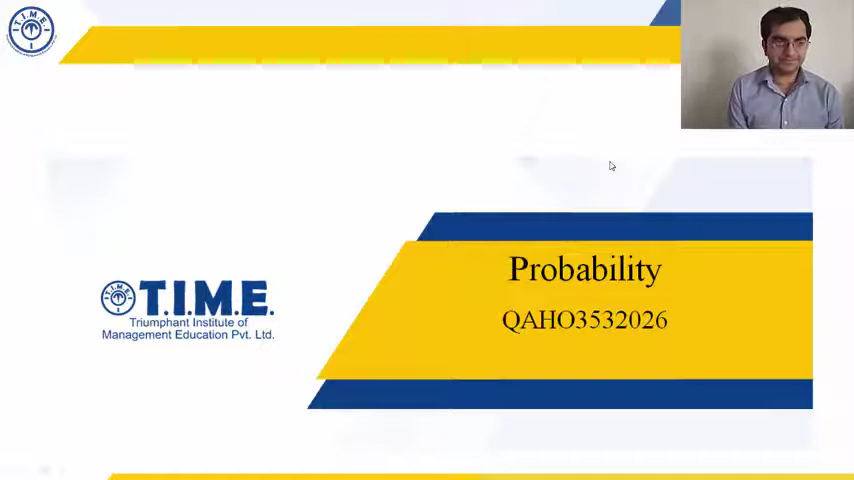 T.I.M.E.
Probability
QAHO3532026
T.I.M.E.
Triumphant Institute of
Management Education Pvt. Ltd.